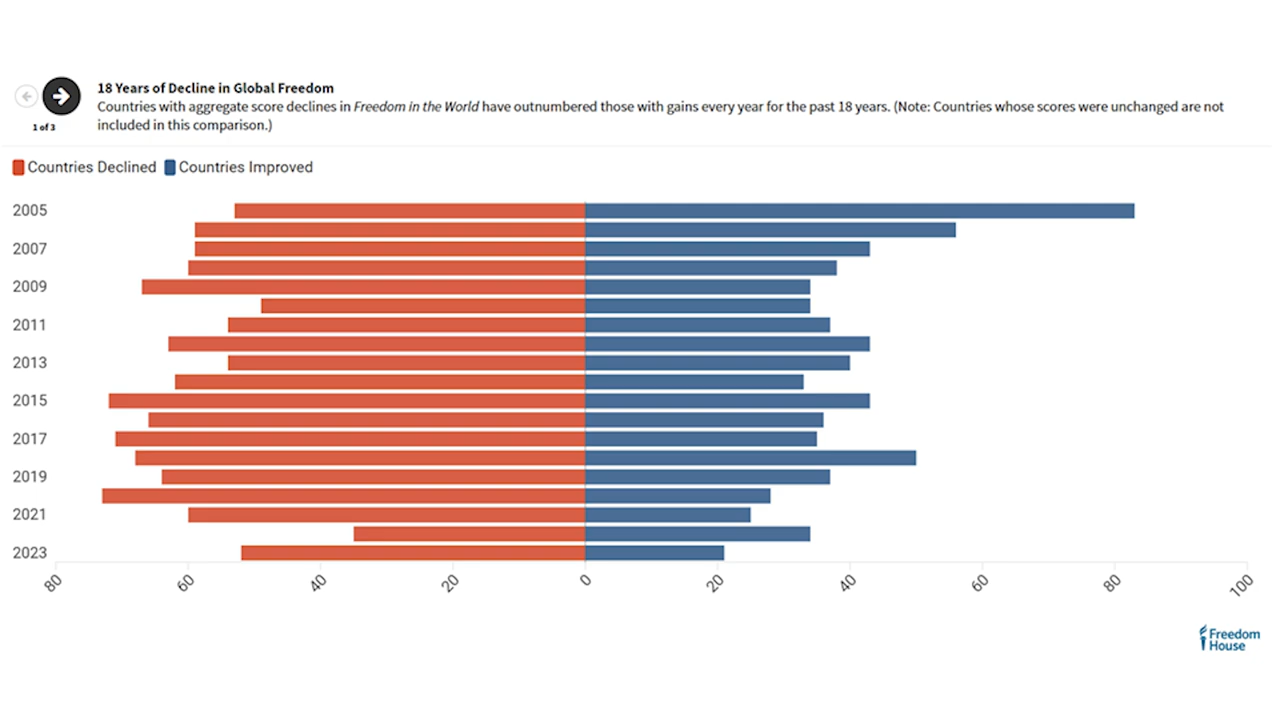 18 Years of Decline in Global Freedom
Countries with aggregate score declines in Freedom in the World have outnumbered those with gains every year for the past 18 years. (Note: Countries whose scores were unchanged are not
included in this comparison.)
1 of 3
Countries Declined Countries Improved
2005
2007
2009
2011
2013
2015
2017
2019
2021
2023
80 60 40 20 0 20 40 60 80 100
Freedom
House